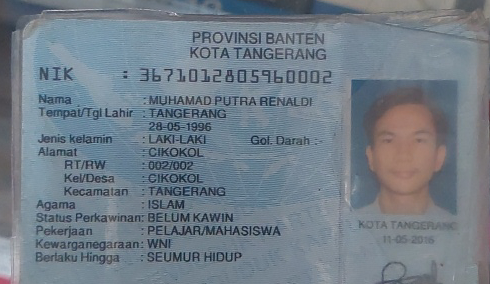 PROVINSI BANTEN
KOTA TANGERANG
NIK : 3671012805960002
Nama : MUHAMAD PUTRA RENALDI
Tempat/Tgl Lahir : TANGERANG
28-05-1996
Jenis kelamin : LAKI-LAKI Gol. Darah :-
Alamat : CIKOKOL
RT/RW : 002/002
Kel/Desa : CIKOKOL
Kecamatan : TANGERANG
Agama : ISLAM
Status Perkawinan: BELUM KAWIN
Pekerjaan : PELAJAR/MAHASISWA
Kewarganegaraan: WNI
Berlaku Hingga : SEUMUR HIDUP
KOTA TANGERANG
11-05-2016